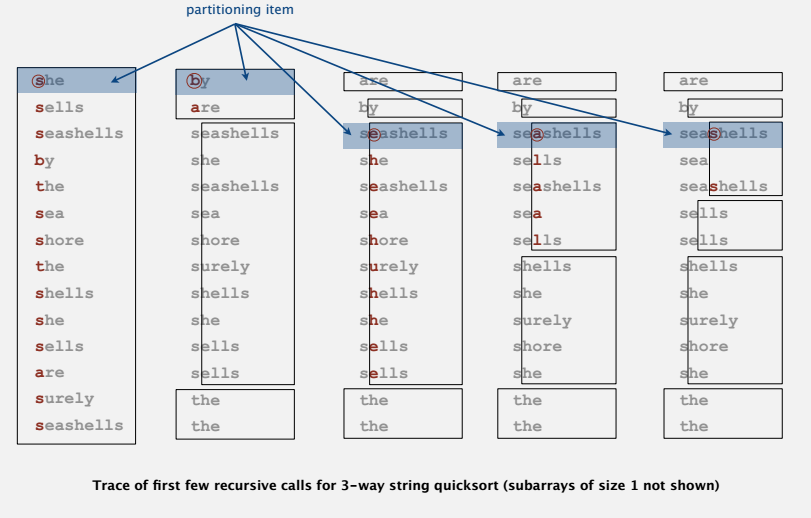 partitioning item
she by are are are
sells are by by by
seashells seashells seashells seashells seashells
by she she sells sea
the seashells seashells seashells seashells
sea sea sea sea sells
shore shore shore sells sells
the surely surely shells shells
shells shells shells she she
she she she surely surely
sells sells sells shore shore
are sells sells she she
surely the the the the
seashells the the the the
Trace of first few recursive calls for 3-way string quicksort (subarrays of size 1 not shown)